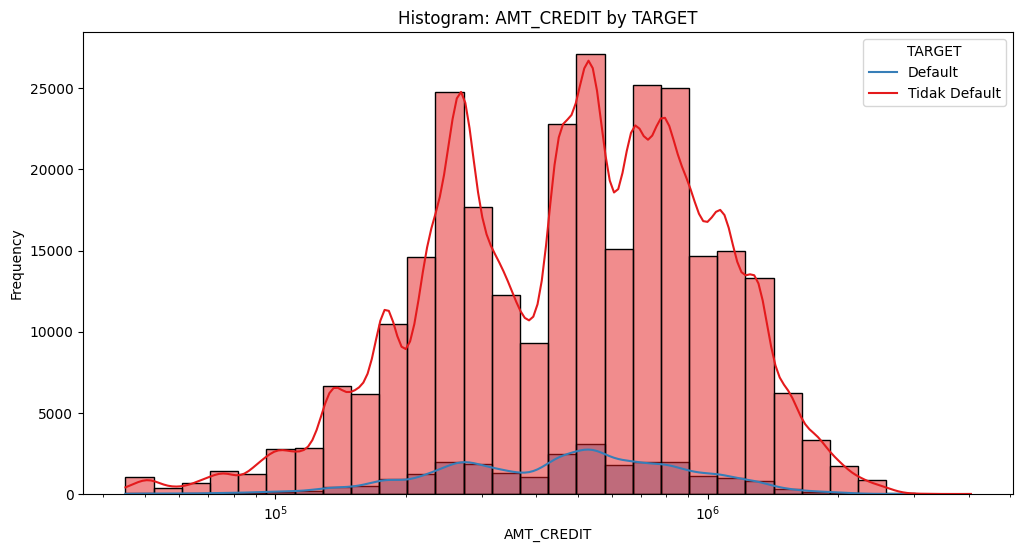 Histogram: AMT_CREDIT by TARGET
TARGET
Default
Tidak Default
Frequency
25000
20000
15000
10000
5000
0
10^5
10^6
AMT_CREDIT